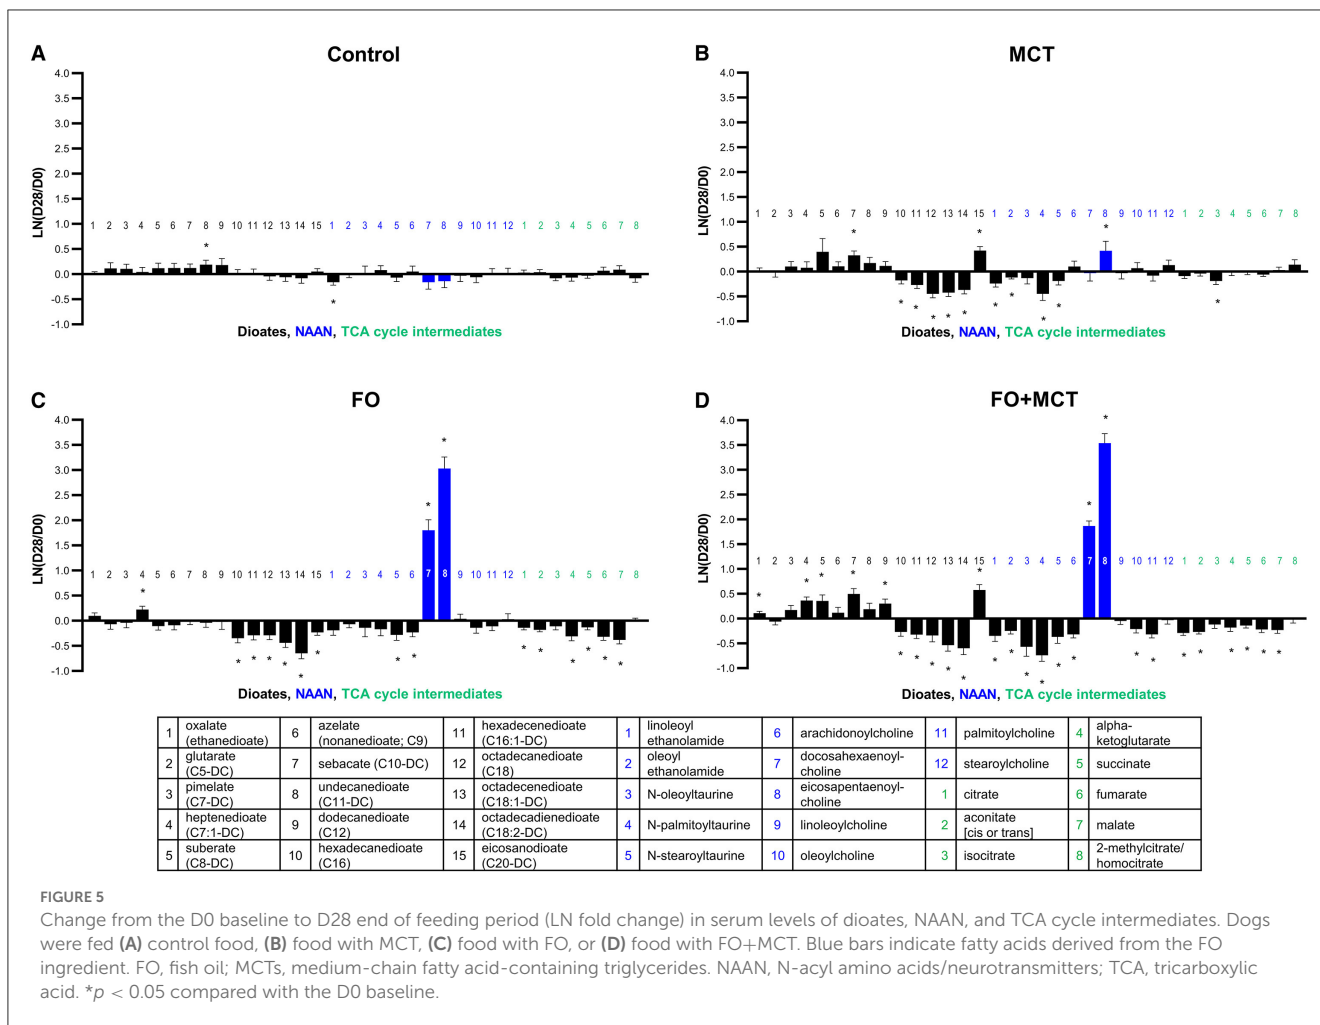 A
Control
4.0
3.5
3.0
2.5
2.0
1.5
1.0
0.5
0.0
-0.5
-1.0
LN(D28/D0)
1 2 3 4 5 6 7 8 9 10 11 12 13 14 15 1 2 3 4 5 6 7 8 9 10 11 12 1 2 3 4 5 6 7 8
*
*
Dioates, NAAN, TCA cycle intermediates
B
MCT
4.0
3.5
3.0
2.5
2.0
1.5
1.0
0.5
0.0
-0.5
-1.0
LN(D28/D0)
1 2 3 4 5 6 7 8 9 10 11 12 13 14 15 1 2 3 4 5 6 7 8 9 10 11 12 1 2 3 4 5 6 7 8
* * *
* * * * * * * * * *
Dioates, NAAN, TCA cycle intermediates
C
FO
4.0
3.5
3.0
2.5
2.0
1.5
1.0
0.5
0.0
-0.5
-1.0
LN(D28/D0)
1 2 3 4 5 6 7 8 9 10 11 12 13 14 15 1 2 3 4 5 6 7 8 9 10 11 12 1 2 3 4 5 6 7 8
* * *
* * * * * * * * * * * * * *
Dioates, NAAN, TCA cycle intermediates
D
FO+MCT
4.0
3.5
3.0
2.5
2.0
1.5
1.0
0.5
0.0
-0.5
-1.0
LN(D28/D0)
1 2 3 4 5 6 7 8 9 10 11 12 13 14 15 1 2 3 4 5 6 7 8 9 10 11 12 1 2 3 4 5 6 7 8
* * * * * * * *
* * * * * * * * * * * * * * * * * * *
Dioates, NAAN, TCA cycle intermediates
1 oxalate (ethanedioate) 6 azelate (nonanedioate; C9) 11 hexadecenedioate (C16:1-DC) 1 linoleoyl ethanolamide 6 arachidonoylcholine 11 palmitoylcholine 4 alpha-ketoglutarate
2 glutarate (C5-DC) 7 sebacate (C10-DC) 12 octadecanedioate (C18) 2 oleoyl ethanolamide 7 docosahexaenoyl-choline 12 stearoylcholine 5 succinate
3 pimelate (C7-DC) 8 undecanedioate (C11-DC) 13 octadecenedioate (C18:1-DC) 3 N-oleoyltaurine 8 eicosapentaenoyl-choline 1 citrate 6 fumarate
4 heptenedioate (C7:1-DC) 9 dodecanedioate (C12) 14 octadecadienedioate (C18:2-DC) 4 N-palmitoyltaurine 9 linoleoylcholine 2 aconitate [cis or trans] 7 malate
5 suberate (C8-DC) 10 hexadecanedioate (C16) 15 eicosanodioate (C20-DC) 5 N-stearoyltaurine 10 oleoylcholine 3 isocitrate 8 2-methylcitrate/homocitrate
FIGURE 5
Change from the D0 baseline to D28 end of feeding period (LN fold change) in serum levels of dioates, NAAN, and TCA cycle intermediates. Dogs
were fed (A) control food, (B) food with MCT, (C) food with FO, or (D) food with FO+MCT. Blue bars indicate fatty acids derived from the FO
ingredient. FO, fish oil; MCTs, medium-chain fatty acid-containing triglycerides. NAAN, N-acyl amino acids/neurotransmitters; TCA, tricarboxylic
acid. *p < 0.05 compared with the D0 baseline.